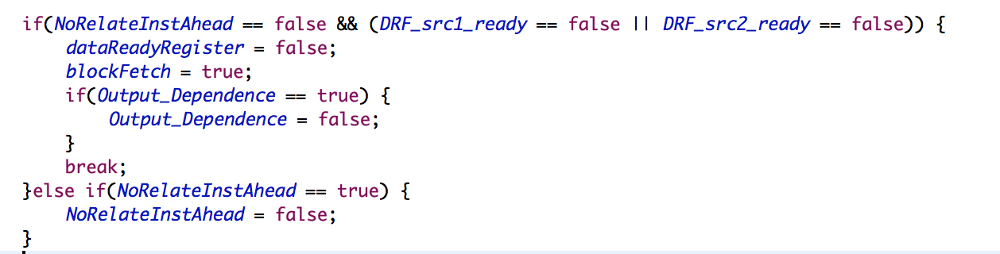 if(NoRelateInstAhead == false && (DRF_src1_ready == false || DRF_src2_ready == false)) {
    dataReadyRegister = false;
    blockFetch = true;
    if(Output_Dependence == true) {
        Output_Dependence = false;
    }
    break;
}else if(NoRelateInstAhead == true) {
    NoRelateInstAhead = false;
}